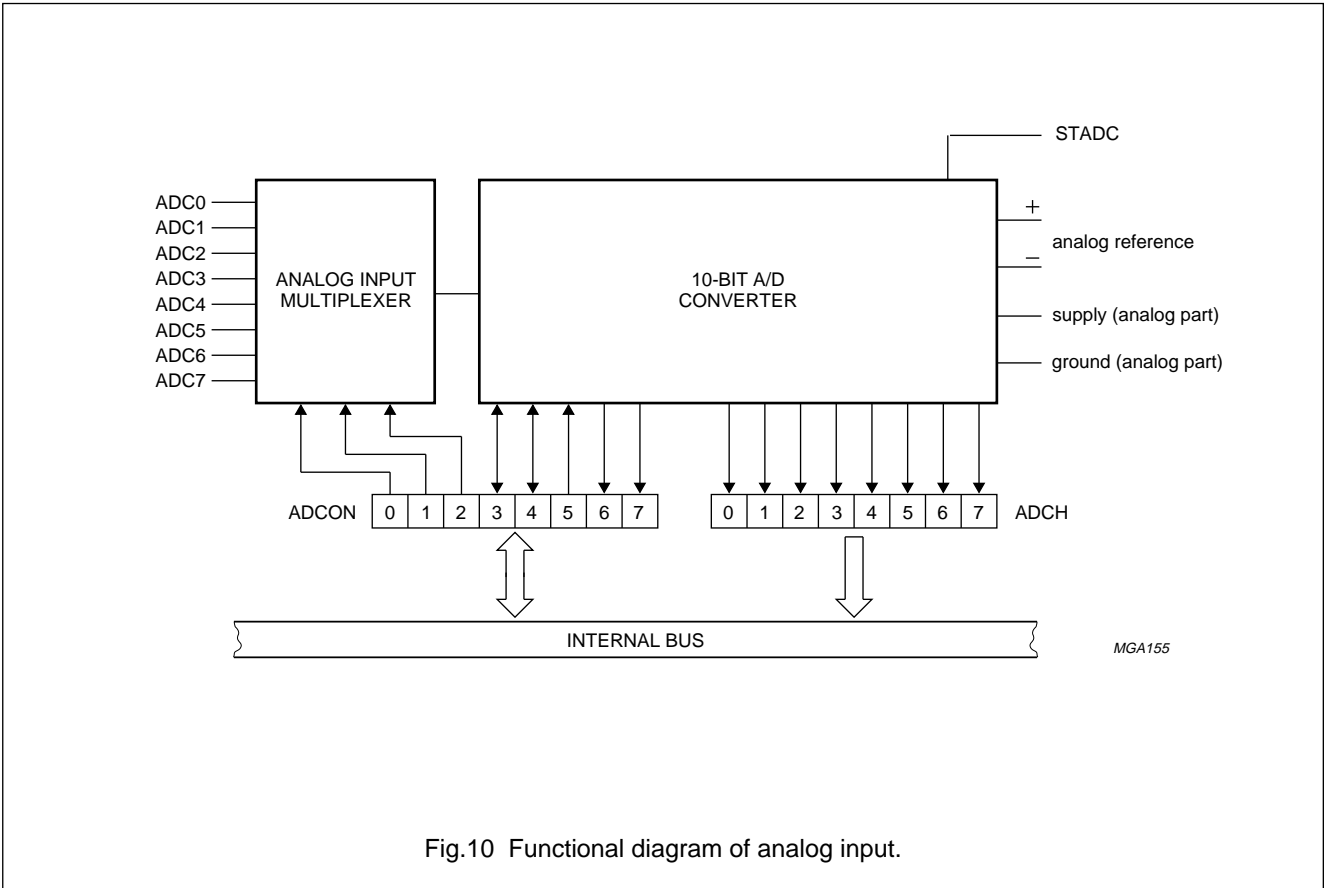 STADC
ADC0
ADC1
ADC2
ADC3
ADC4
ADC5
ADC6
ADC7
ANALOG INPUT
MULTIPLEXER
10-BIT A/D
CONVERTER
+
analog reference
−
supply (analog part)
ground (analog part)
ADCON 0 1 2 3 4 5 6 7
0 1 2 3 4 5 6 7 ADCH
INTERNAL BUS
MGA155
Fig.10 Functional diagram of analog input.